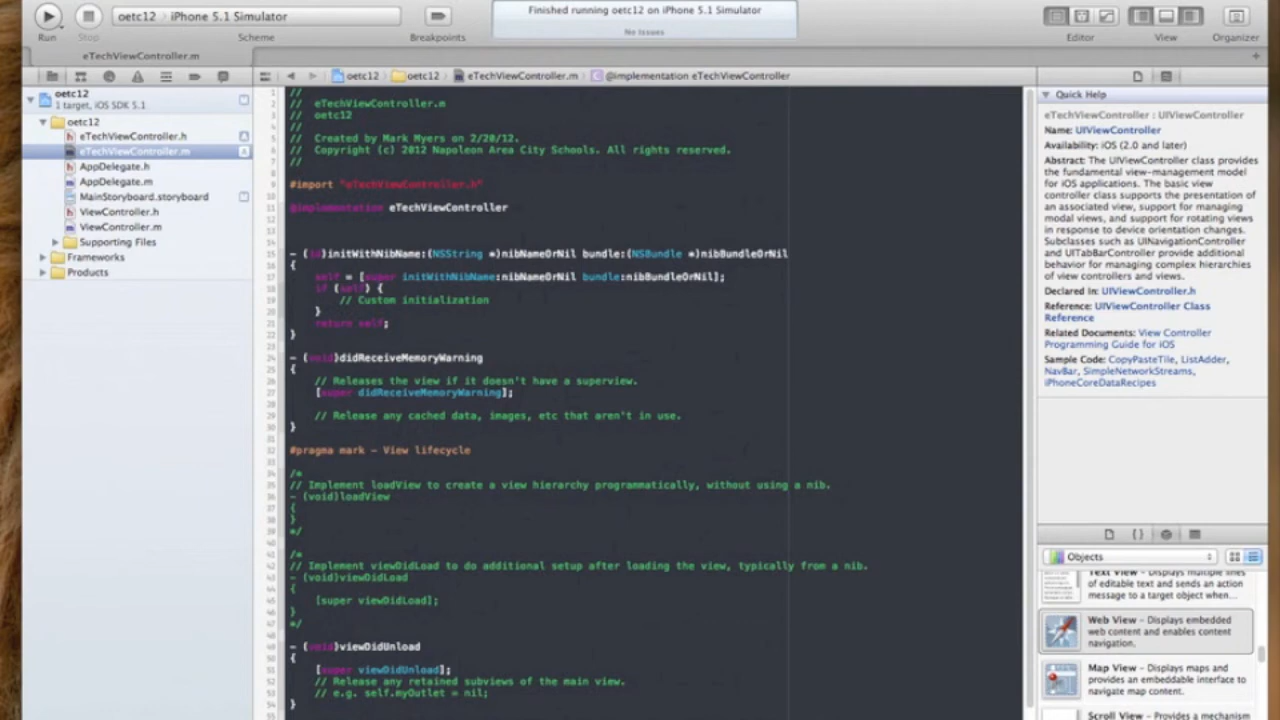 oetc12 › iPhone 5.1 Simulator
Finished running oetc12 on iPhone 5.1 Simulator
No Issues
Run
Stop
Scheme
Breakpoints
Editor
View
Organizer
eTechViewController.m
oetc12 › oetc12 › eTechViewController.m › @implementation eTechViewController
oetc12
1 target, iOS SDK 5.1
oetc12
eTechViewController.h
eTechViewController.m
AppDelegate.h
AppDelegate.m
MainStoryboard.storyboard
ViewController.h
ViewController.m
Supporting Files
Frameworks
Products
//
//  eTechViewController.m
//  oetc12
//
//  Created by Mark Myers on 2/20/12.
//  Copyright (c) 2012 Napoleon Area City Schools. All rights reserved.
//
#import "eTechViewController.h"
@implementation eTechViewController
- (id)initWithNibName:(NSString *)nibNameOrNil bundle:(NSBundle *)nibBundleOrNil
{
self = [super initWithNibName:nibNameOrNil bundle:nibBundleOrNil];
if (self) {
// Custom initialization
}
return self;
}
- (void)didReceiveMemoryWarning
{
// Releases the view if it doesn't have a superview.
[super didReceiveMemoryWarning];
// Release any cached data, images, etc that aren't in use.
}
#pragma mark - View lifecycle
/*
// Implement loadView to create a view hierarchy programmatically, without using a nib.
- (void)loadView
{
}
*/
/*
// Implement viewDidLoad to do additional setup after loading the view, typically from a nib.
- (void)viewDidLoad
{
[super viewDidLoad];
}
*/
- (void)viewDidUnload
{
[super viewDidUnload];
// Release any retained subviews of the main view.
// e.g. self.myOutlet = nil;
}
Quick Help
eTechViewController : UIViewController
Name: UIViewController
Availability: iOS (2.0 and later)
Abstract: The UIViewController class provides
the fundamental view-management model
for iOS applications. The basic view
controller class supports the presentation of
an associated view, support for managing
modal views, and support for rotating views
in response to device orientation changes.
Subclasses such as UINavigationController
and UITabBarController provide additional
behavior for managing complex hierarchies
of view controllers and views.
Declared In: UIViewController.h
Reference: UIViewController Class
Reference
Related Documents: View Controller
Programming Guide for iOS
Sample Code: CopyPasteTile, ListAdder,
NavBar, SimpleNetworkStreams,
iPhoneCoreDataRecipes
Objects
Text View - Displays multiple lines
of editable text and sends an action
message to a target object when...
Web View - Displays embedded
web content and enables content
navigation.
Map View - Displays maps and
provides an embeddable interface to
navigate map content.
Scroll View - Provides a mechanism